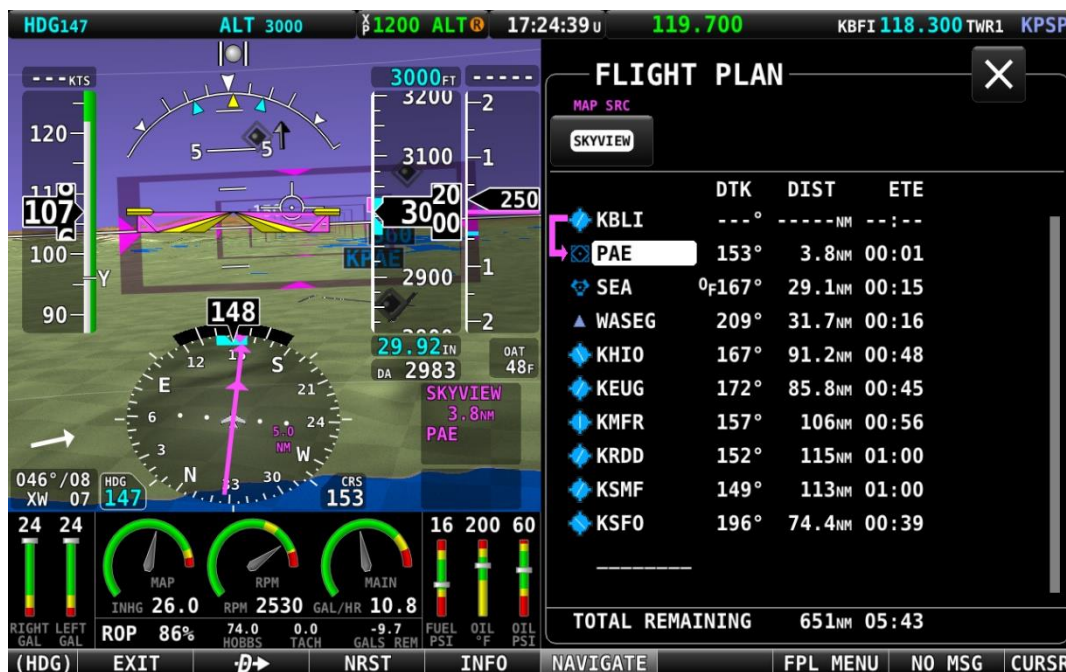 HDG147 ALT 3000 XP1200 ALT R 17:24:39 U 119.700 KBFI 118.300 TWR1 KPSP
---KTS
3000FT -----
FLIGHT PLAN
MAP SRC
SKYVIEW
3200 2
120
5 5
3100 1
DTK DIST ETE
110
107
20
3000
250
KBLI ---° -----NM --:--
100
KPAE
PAE 153° 3.8NM 00:01
Y
2900 1
SEA OF167° 29.1NM 00:15
90
148
2
WASEG 209° 31.7NM 00:16
29.92IN
OAT
48F
DA 2983
KHIO 167° 91.2NM 00:48
12 15 S
E 21
SKYVIEW
3.8NM
PAE
KEUG 172° 85.8NM 00:45
6 24
5.0
NM
KMFR 157° 106NM 00:56
3 W
KRDD 152° 115NM 01:00
N 33 30
046°/08
XW 07
HDG
147
CRS
153
KSMF 149° 113NM 01:00
KSFO 196° 74.4NM 00:39
24 24
16 200 60
MAP RPM MAIN
INHG 26.0 RPM 2530 GAL/HR 10.8
TOTAL REMAINING 651NM 05:43
RIGHT GAL LEFT GAL
ROP 86% 74.0 HOBBS 0.0 TACH -9.7 GALS REM
FUEL PSI OIL °F OIL PSI
(HDG) EXIT D NRST INFO NAVIGATE FPL MENU NO MSG CURSR